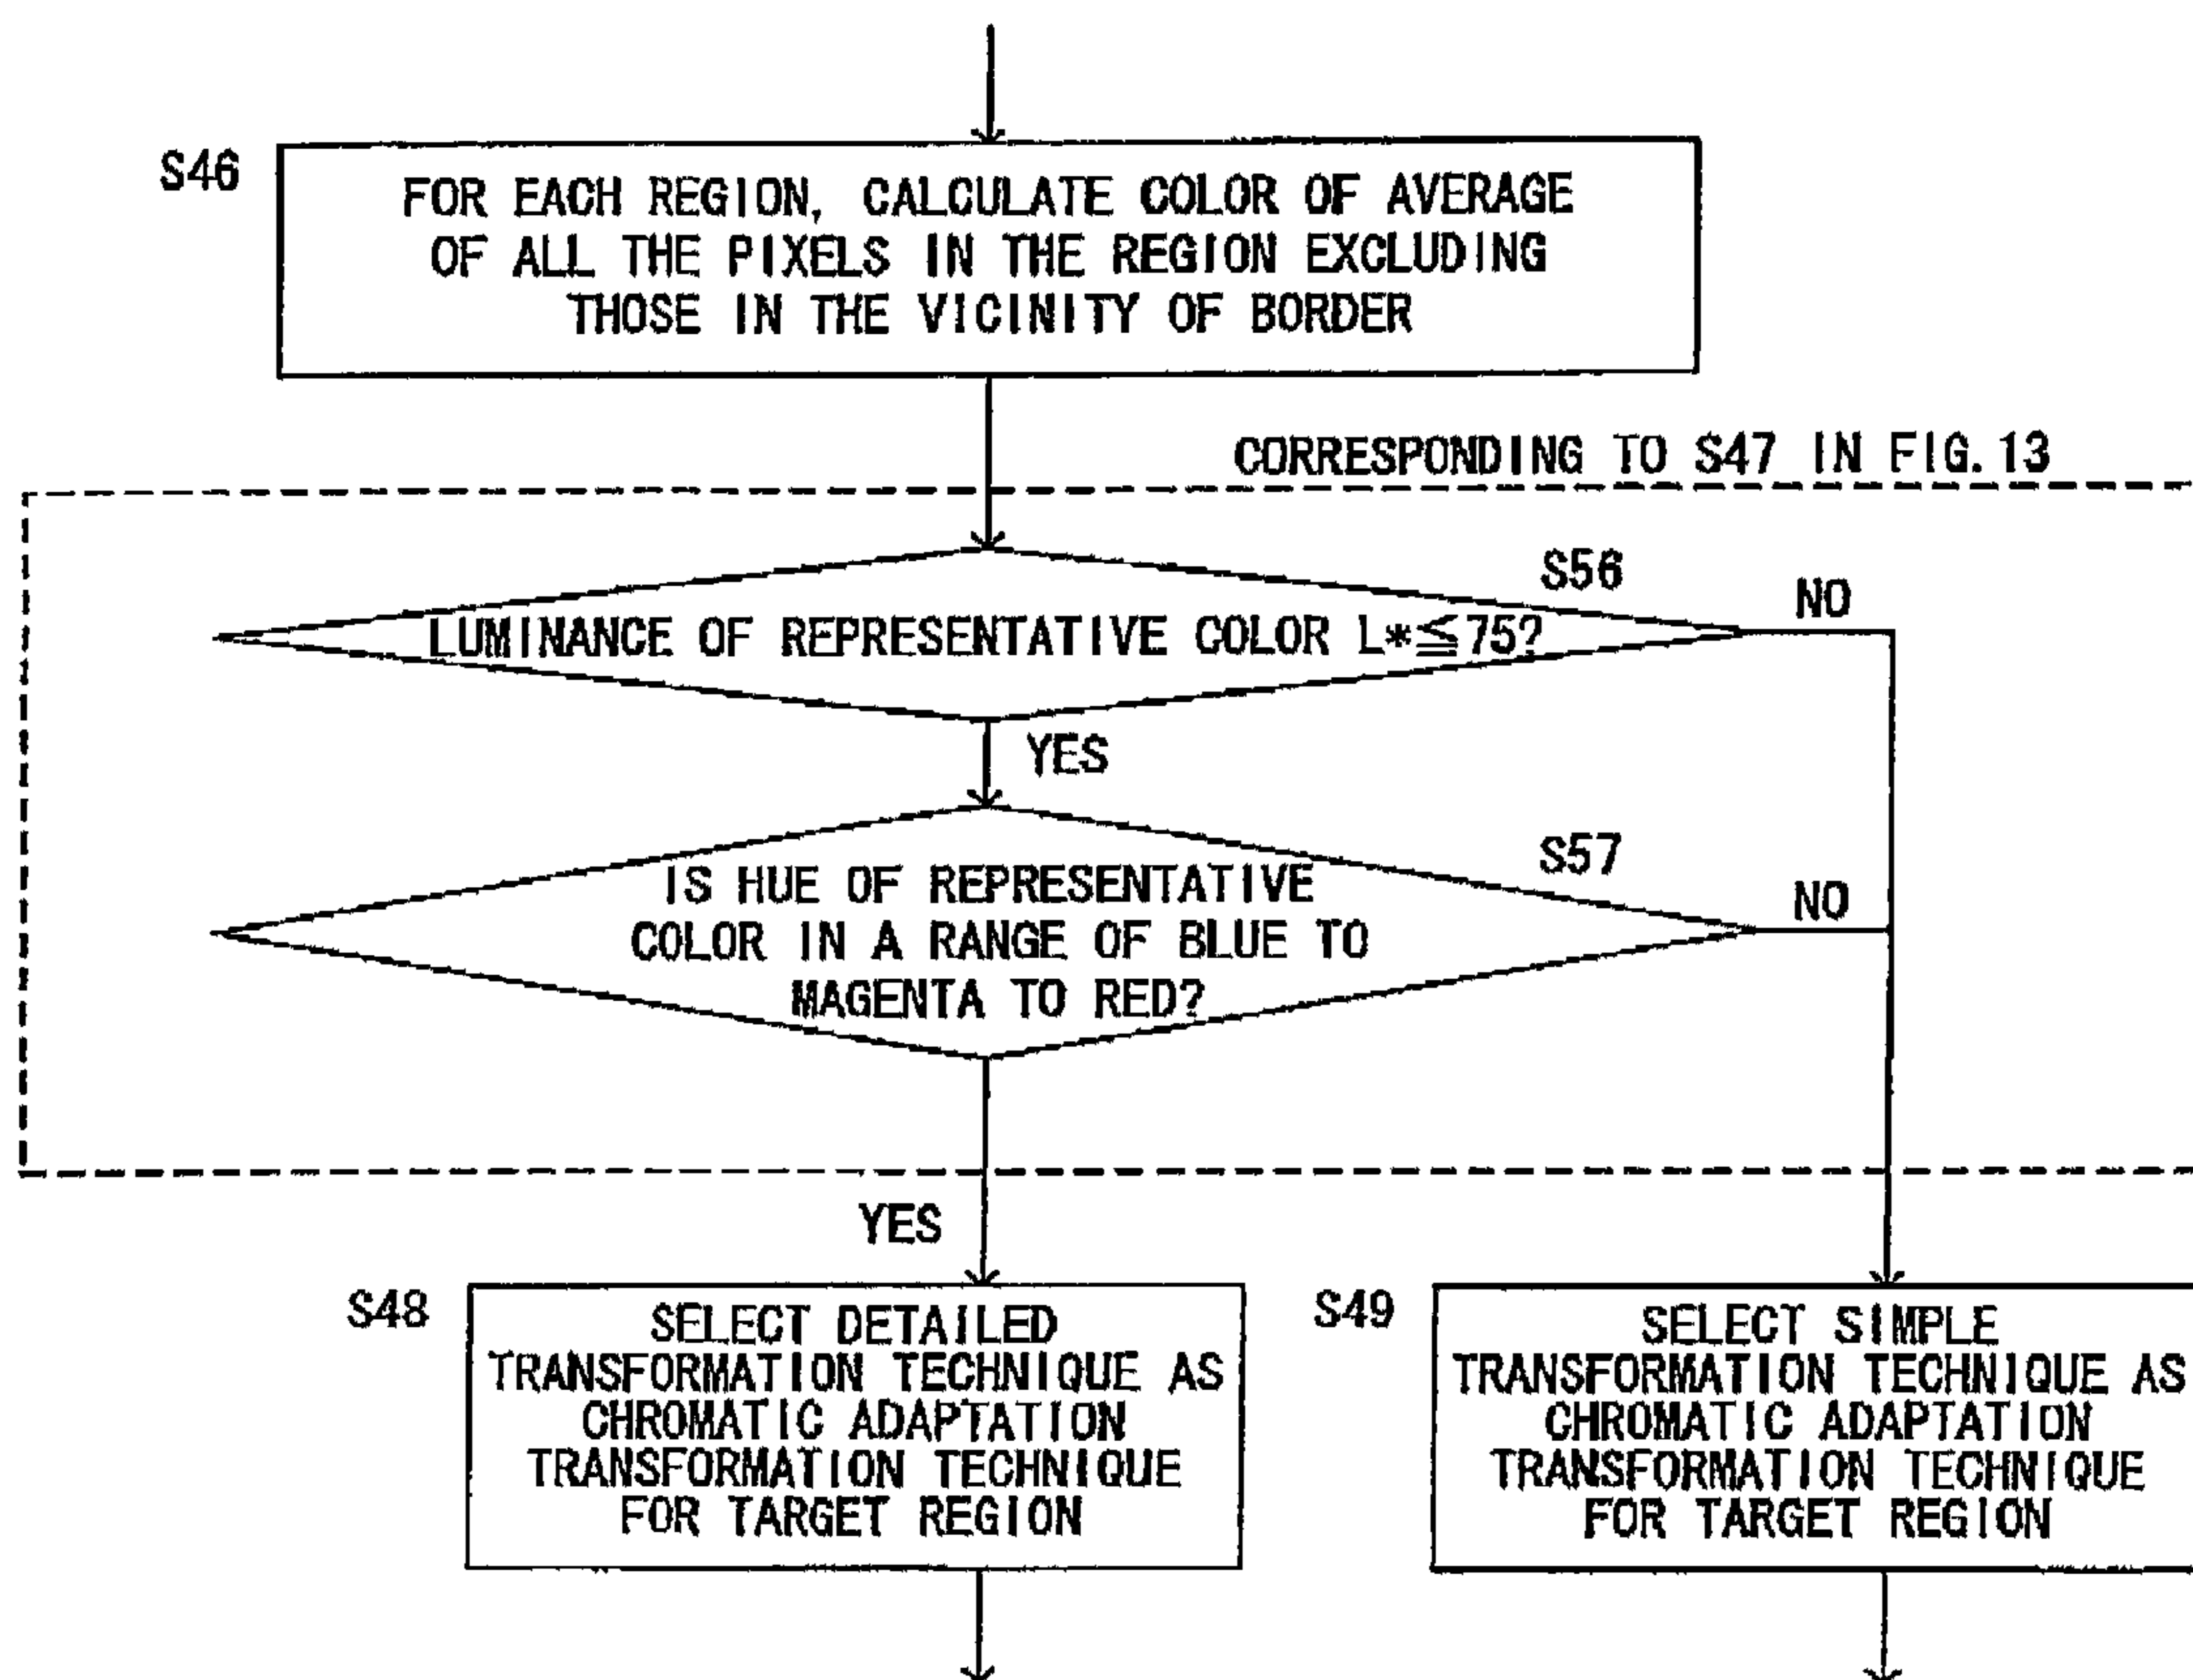 S46
FOR EACH REGION, CALCULATE COLOR OF AVERAGE
OF ALL THE PIXELS IN THE REGION EXCLUDING
THOSE IN THE VICINITY OF BORDER
CORRESPONDING TO S47 IN FIG.13
S56
NO
LUMINANCE OF REPRESENTATIVE COLOR L*≦75?
YES
S57
NO
IS HUE OF REPRESENTATIVE
COLOR IN A RANGE OF BLUE TO
MAGENTA TO RED?
YES
S48
SELECT DETAILED
TRANSFORMATION TECHNIQUE AS
CHROMATIC ADAPTATION
TRANSFORMATION TECHNIQUE
FOR TARGET REGION
S49
SELECT SIMPLE
TRANSFORMATION TECHNIQUE AS
CHROMATIC ADAPTATION
TRANSFORMATION TECHNIQUE
FOR TARGET REGION